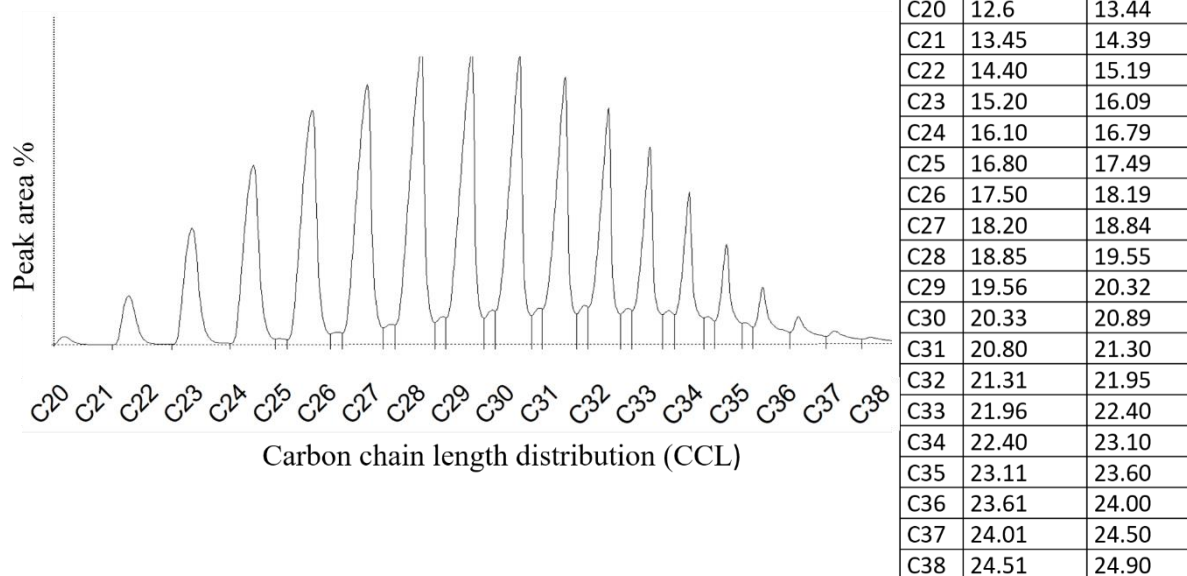 Peak area %
C20 C21 C22 C23 C24 C25 C26 C27 C28 C29 C30 C31 C32 C33 C34 C35 C36 C37 C38
Carbon chain length distribution (CCL)
C20 12.6 13.44
C21 13.45 14.39
C22 14.40 15.19
C23 15.20 16.09
C24 16.10 16.79
C25 16.80 17.49
C26 17.50 18.19
C27 18.20 18.84
C28 18.85 19.55
C29 19.56 20.32
C30 20.33 20.89
C31 20.80 21.30
C32 21.31 21.95
C33 21.96 22.40
C34 22.40 23.10
C35 23.11 23.60
C36 23.61 24.00
C37 24.01 24.50
C38 24.51 24.90